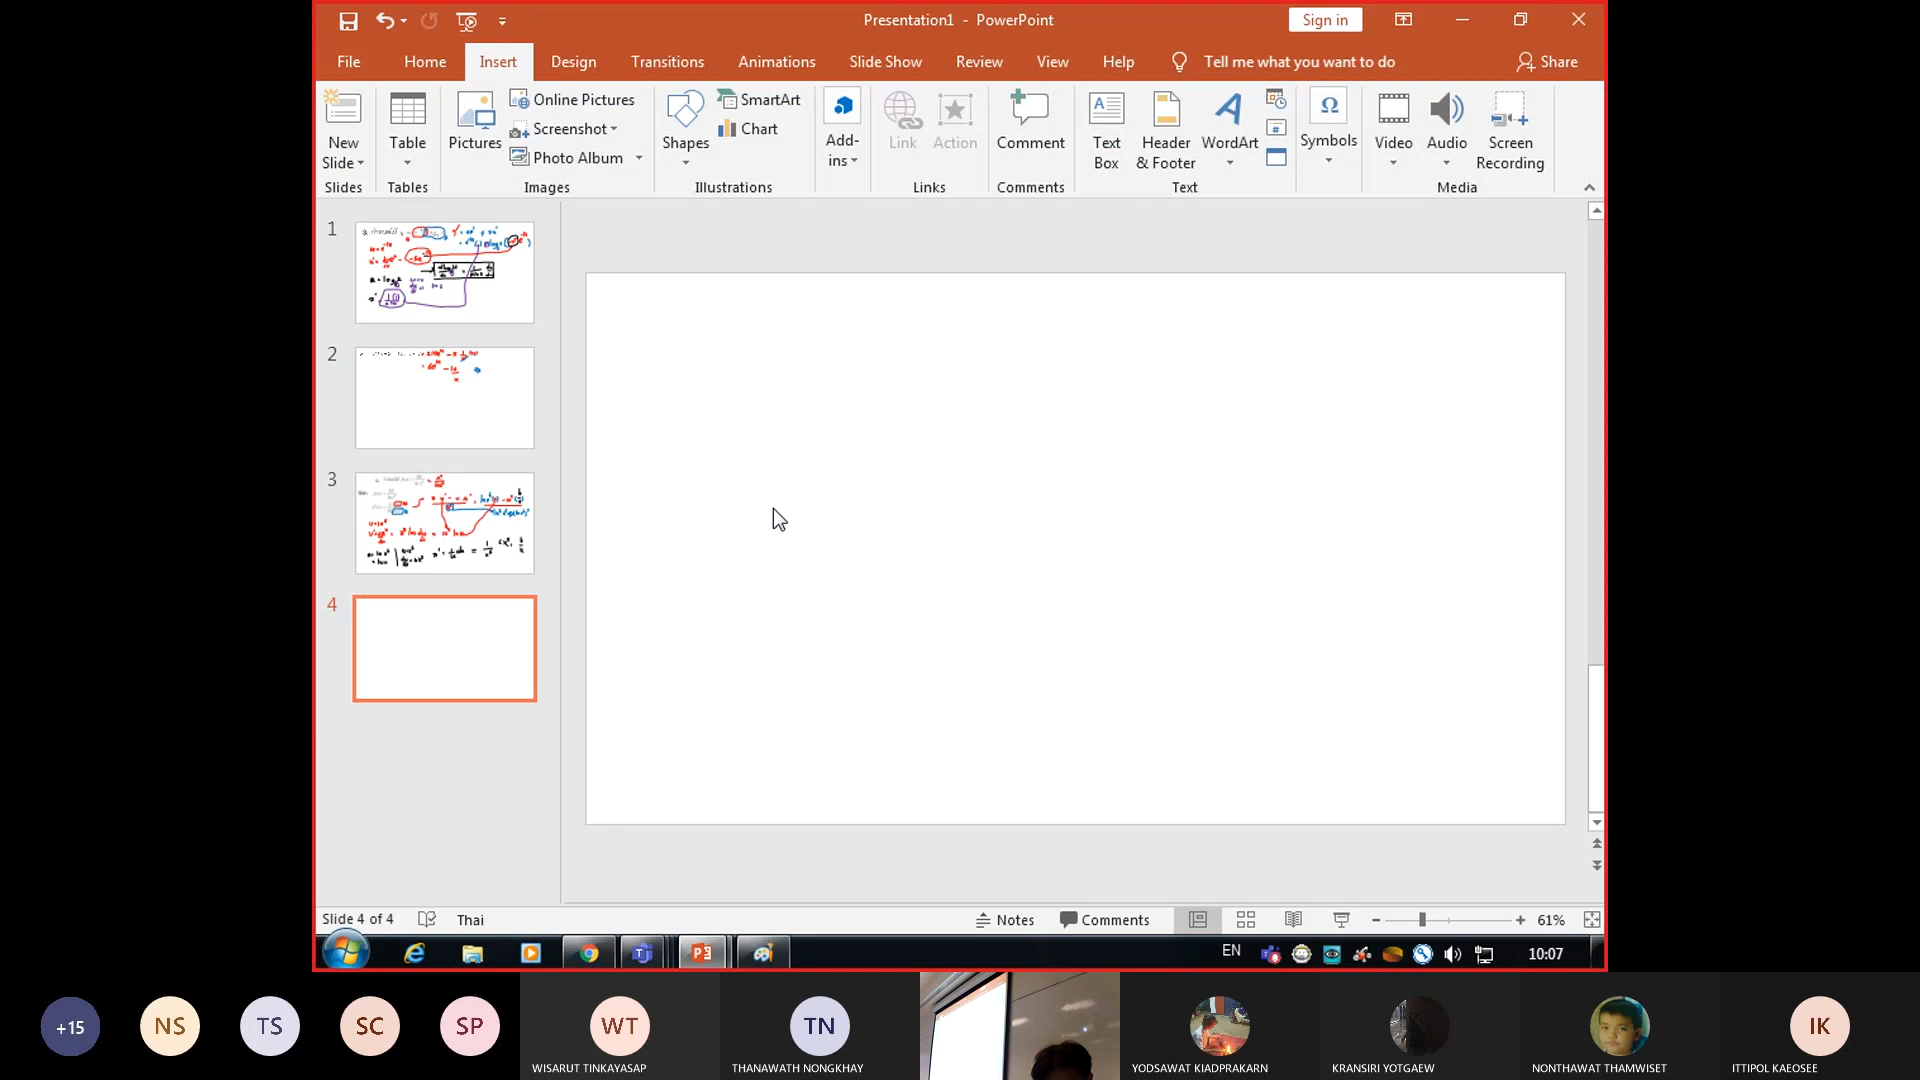 Presentation1 - PowerPoint
Sign in
File Home Insert Design Transitions Animations Slide Show Review View Help Tell me what you want to do Share
New Slide
Table
Pictures
Online Pictures
Screenshot
Photo Album
Shapes
SmartArt
Chart
Add-ins
Link
Action
Comment
Text Box
Header & Footer
WordArt
Symbols
Video
Audio
Screen Recording
Slides Tables Images Illustrations Links Comments Text Media
1
2
3
4
Slide 4 of 4 Thai Notes Comments 61%
EN 10:07
+15 NS TS SC SP WT TN IK
WISARUT TINKAYASAP THANAWATH NONGKHAY YODSAWAT KIADPRAKARN KRANSIRI YOTGAEW NONTHAWAT THAMWISET ITTIPOL KAEOSEE